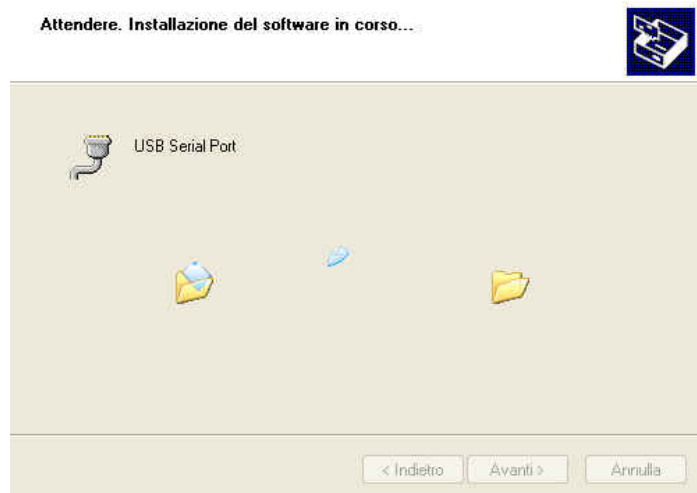 Attendere. Installazione del software in corso...
USB Serial Port
< Indietro
Avanti >
Annulla